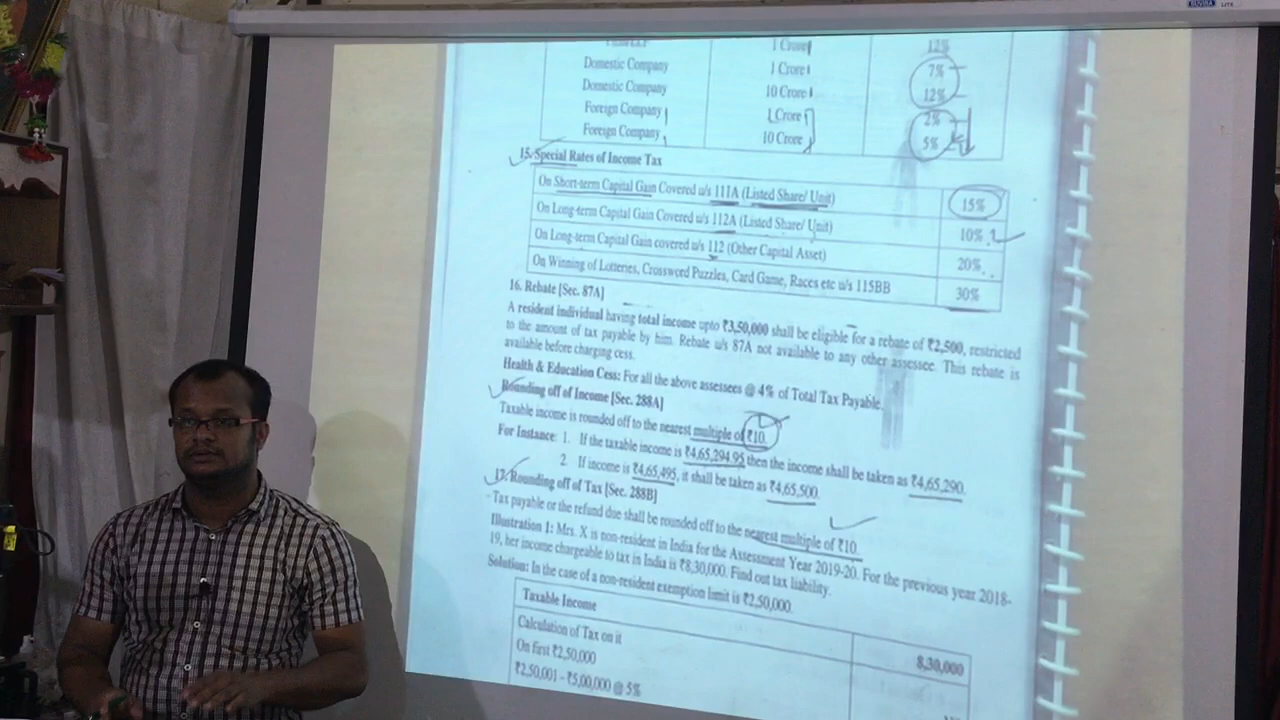 LITE
1 Crore 12%
Domestic Company 1 Crore 7%
Domestic Company 10 Crore 12%
Foreign Company 1 Crore 2%
Foreign Company 10 Crore 5%
15. Special Rates of Income Tax
On Short-term Capital Gain Covered u/s 111A (Listed Share/ Unit) 15%
On Long-term Capital Gain Covered u/s 112A (Listed Share/ Unit) 10%
On Long-term Capital Gain covered u/s 112 (Other Capital Asset) 20%
On Winning of Lotteries, Crossword Puzzles, Card Game, Races etc u/s 115BB 30%
16. Rebate [Sec. 87A]
A resident individual having total income upto ₹3,50,000 shall be eligible for a rebate of ₹2,500, restricted
to the amount of tax payable by him. Rebate u/s 87A not available to any other assessee. This rebate is
available before charging cess.
Health & Education Cess: For all the above assessees @ 4% of Total Tax Payable.
Rounding off of Income [Sec. 288A]
Taxable income is rounded off to the nearest multiple of ₹10.
For Instance: 1. If the taxable income is ₹4,65,294.95 then the income shall be taken as ₹4,65,290.
2. If income is ₹4,65,495, it shall be taken as ₹4,65,500.
17. Rounding off of Tax [Sec. 288B]
- Tax payable or the refund due shall be rounded off to the nearest multiple of ₹10.
Illustration 1: Mrs. X is non-resident in India for the Assessment Year 2019-20. For the previous year 2018-
19, her income chargeable to tax in India is ₹8,30,000. Find out tax liability.
Solution: In the case of a non-resident exemption limit is ₹2,50,000.
Taxable Income 8,30,000
Calculation of Tax on it
On first ₹2,50,000
₹2,50,001 - ₹5,00,000 @ 5%